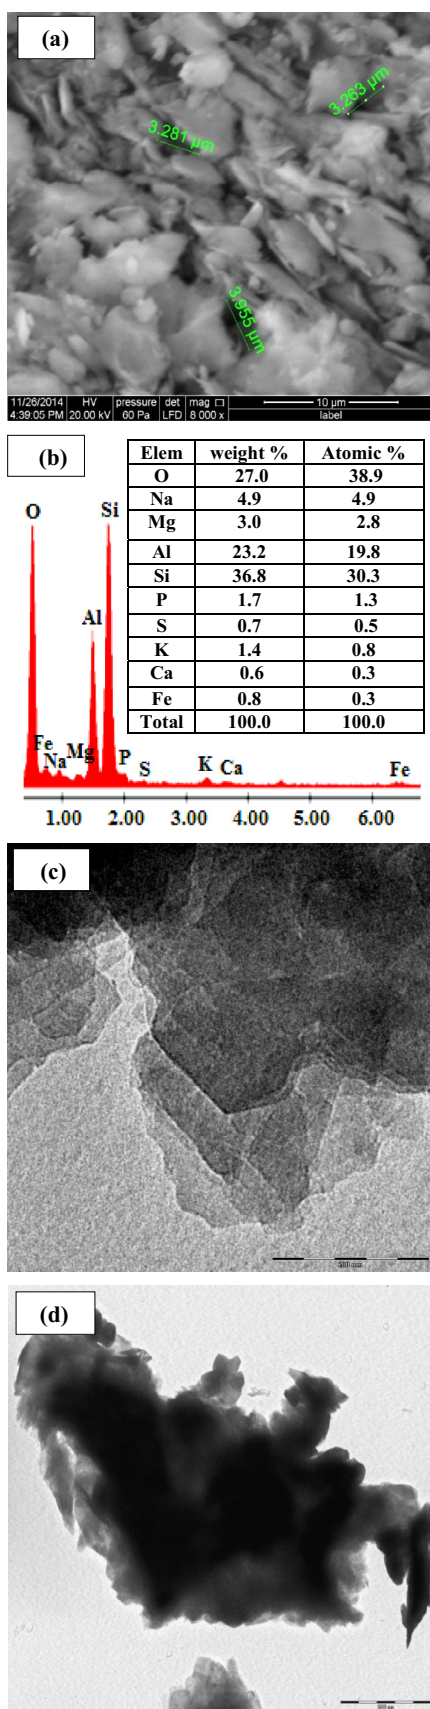 (a)
3.281 µm
3.263 µm
3.955 µm
11/26/2014 HV pressure det mag □ 10 µm
4:39:05 PM 20.00 kV 60 Pa LFD 8 000 x label
(b)
Elem weight % Atomic %
O 27.0 38.9
Na 4.9 4.9
Mg 3.0 2.8
Al 23.2 19.8
Si 36.8 30.3
P 1.7 1.3
S 0.7 0.5
K 1.4 0.8
Ca 0.6 0.3
Fe 0.8 0.3
Total 100.0 100.0
O
Si
Al
Fe
Na
Mg
P
S
K
Ca
Fe
1.00 2.00 3.00 4.00 5.00 6.00
(c)
200 nm
(d)